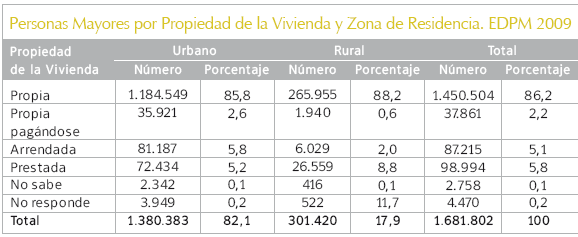 Personas Mayores por Propiedad de la Vivienda y Zona de Residencia. EDPM 2009
Propiedad de la Vivienda Urbano Rural Total
Número Porcentaje Número Porcentaje Número Porcentaje
Propia 1.184.549 85,8 265.955 88,2 1.450.504 86,2
Propia pagándose 35.921 2,6 1.940 0,6 37.861 2,2
Arrendada 81.187 5,8 6.029 2,0 87.215 5,1
Prestada 72.434 5,2 26.559 8,8 98.994 5,8
No sabe 2.342 0,1 416 0,1 2.758 0,1
No responde 3.949 0,2 522 11,7 4.470 0,2
Total 1.380.383 82,1 301.420 17,9 1.681.802 100